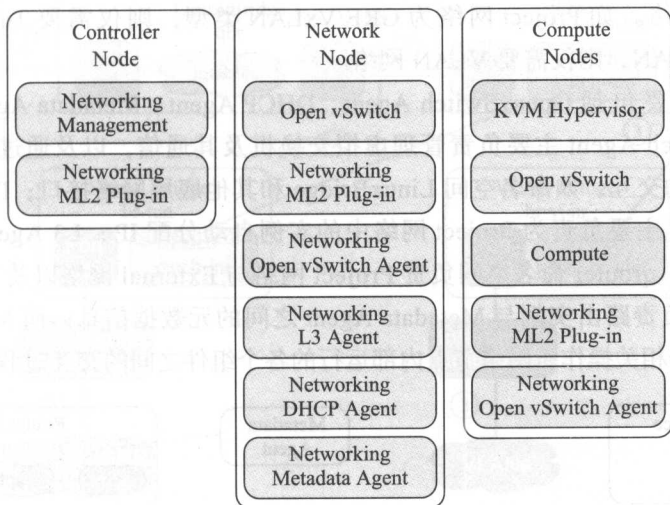 Controller
Node
Networking
Management
Networking
ML2 Plug-in
Network
Node
Open vSwitch
Networking
ML2 Plug-in
Networking
Open vSwitch Agent
Networking
L3 Agent
Networking
DHCP Agent
Networking
Metadata Agent
Compute
Nodes
KVM Hypervisor
Open vSwitch
Compute
Networking
ML2 Plug-in
Networking
Open vSwitch Agent